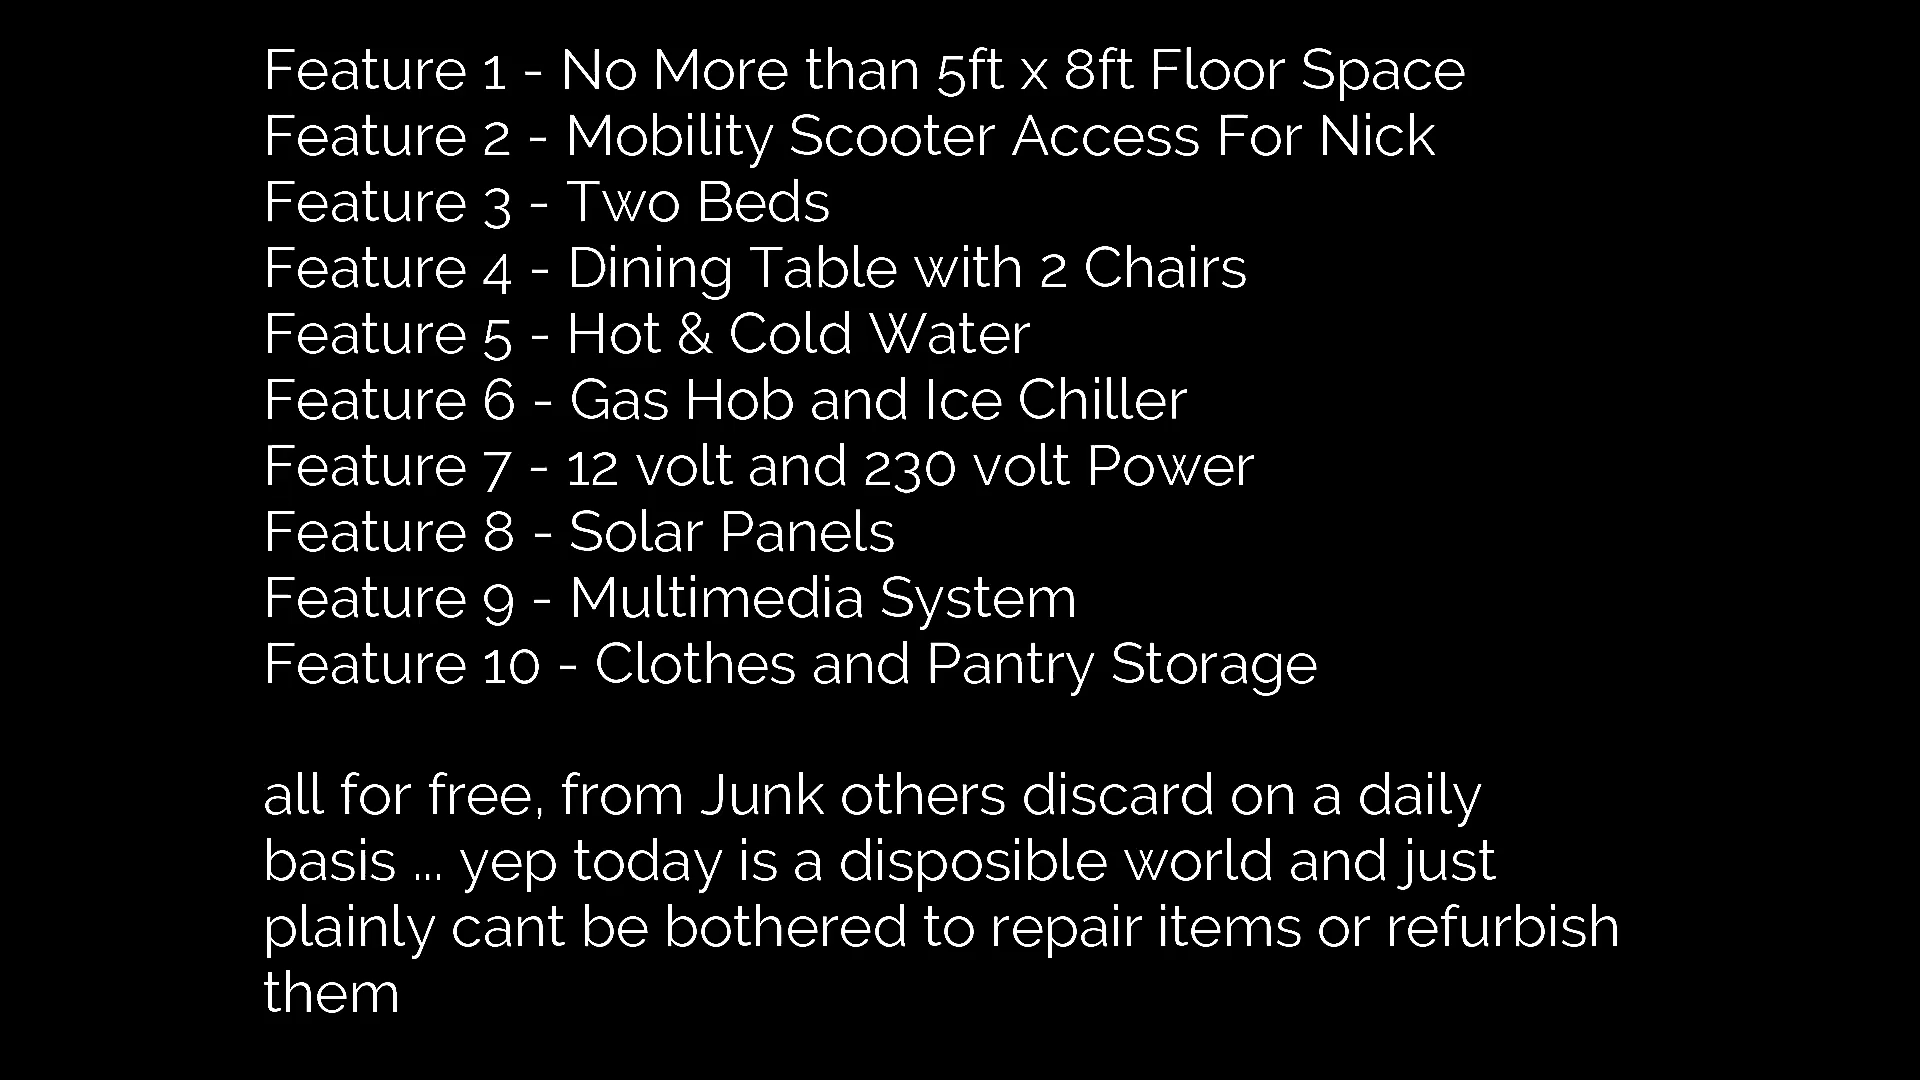 Feature 1 - No More than 5ft x 8ft Floor Space
Feature 2 - Mobility Scooter Access For Nick
Feature 3 - Two Beds
Feature 4 - Dining Table with 2 Chairs
Feature 5 - Hot & Cold Water
Feature 6 - Gas Hob and Ice Chiller
Feature 7 - 12 volt and 230 volt Power
Feature 8 - Solar Panels
Feature 9 - Multimedia System
Feature 10 - Clothes and Pantry Storage
all for free, from Junk others discard on a daily
basis ... yep today is a disposible world and just
plainly cant be bothered to repair items or refurbish
them